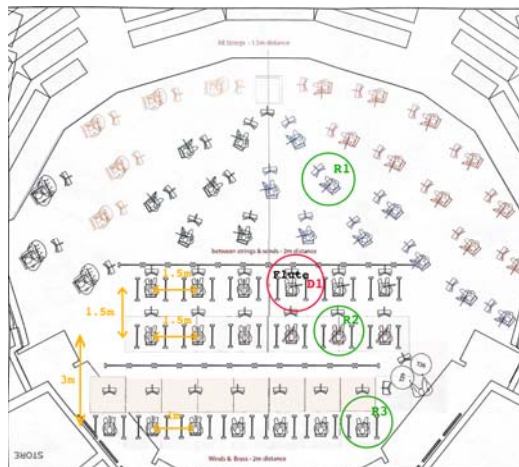 All Strings - 1.5m distance
R1
between strings & winds - 2m distance
Flute
D1
1.5m
1.5m
1.5m
R2
3m
1m
R3
Winds & Brass - 2m distance
STORE